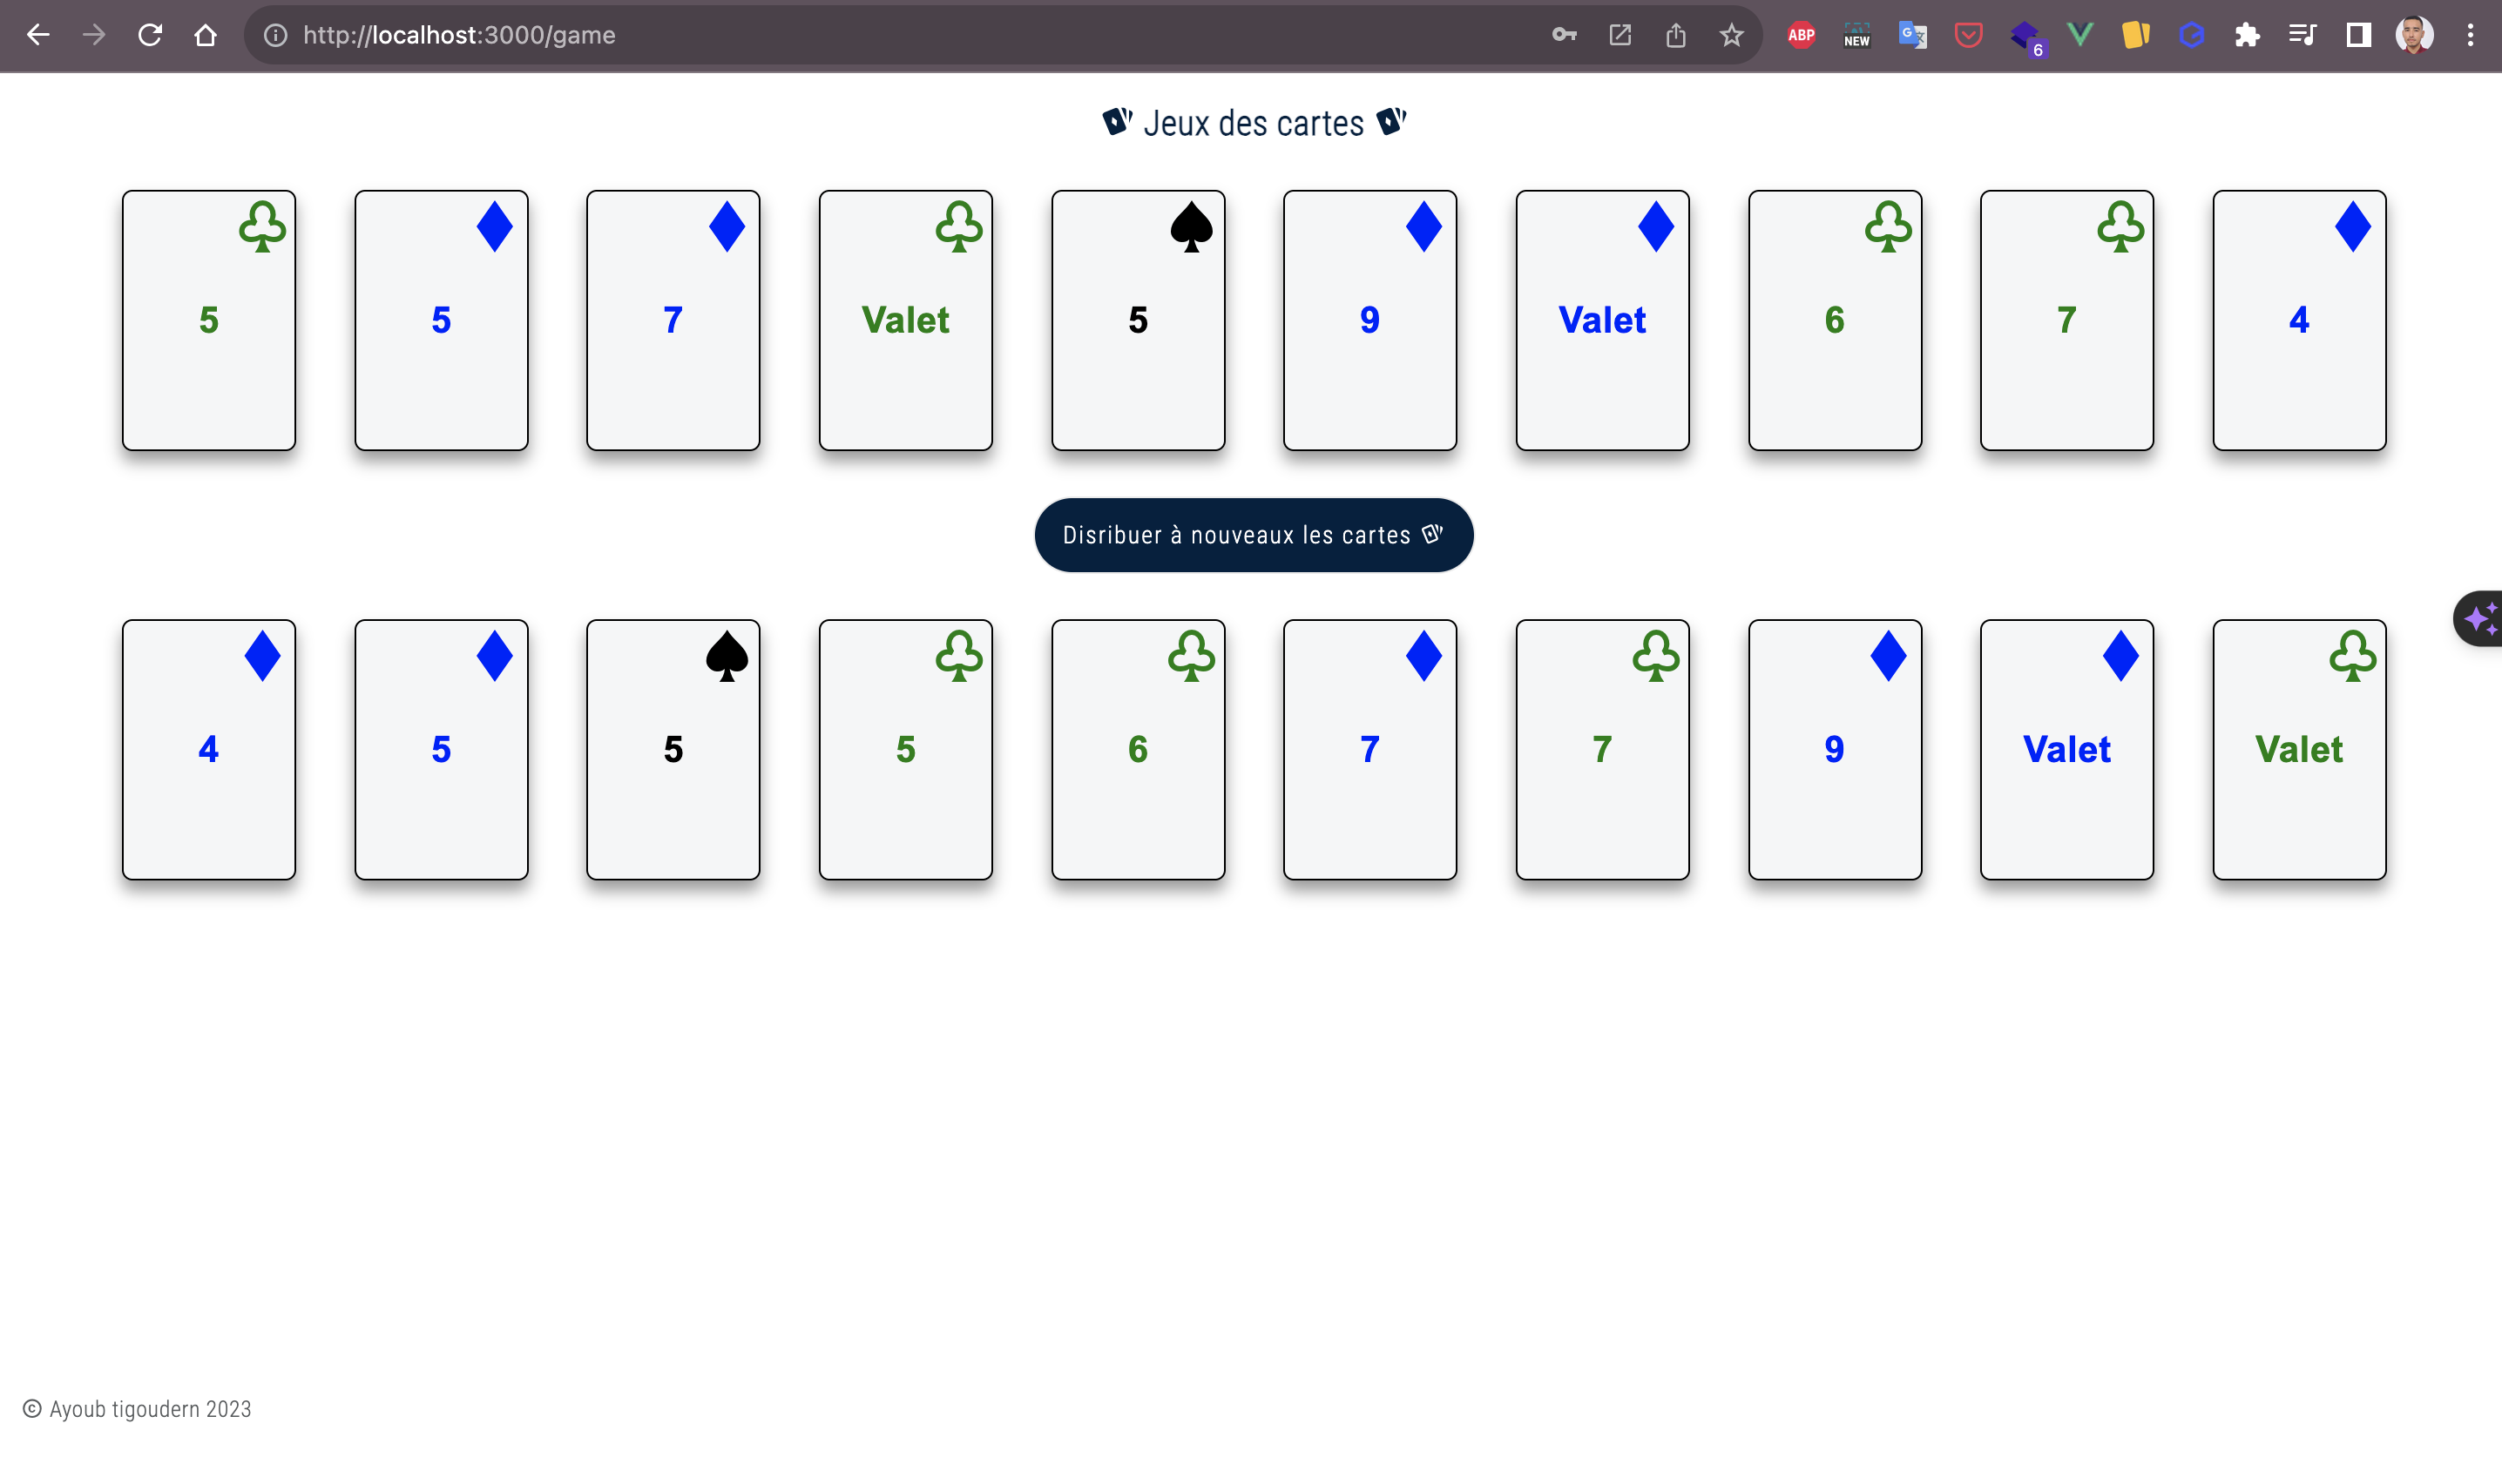 http://localhost:3000/game
ABP
NEW
G
6
Jeux des cartes
5 5 7 Valet 5 9 Valet 6 7 4
Disribuer à nouveaux les cartes
4 5 5 5 6 7 7 9 Valet Valet
© Ayoub tigoudern 2023